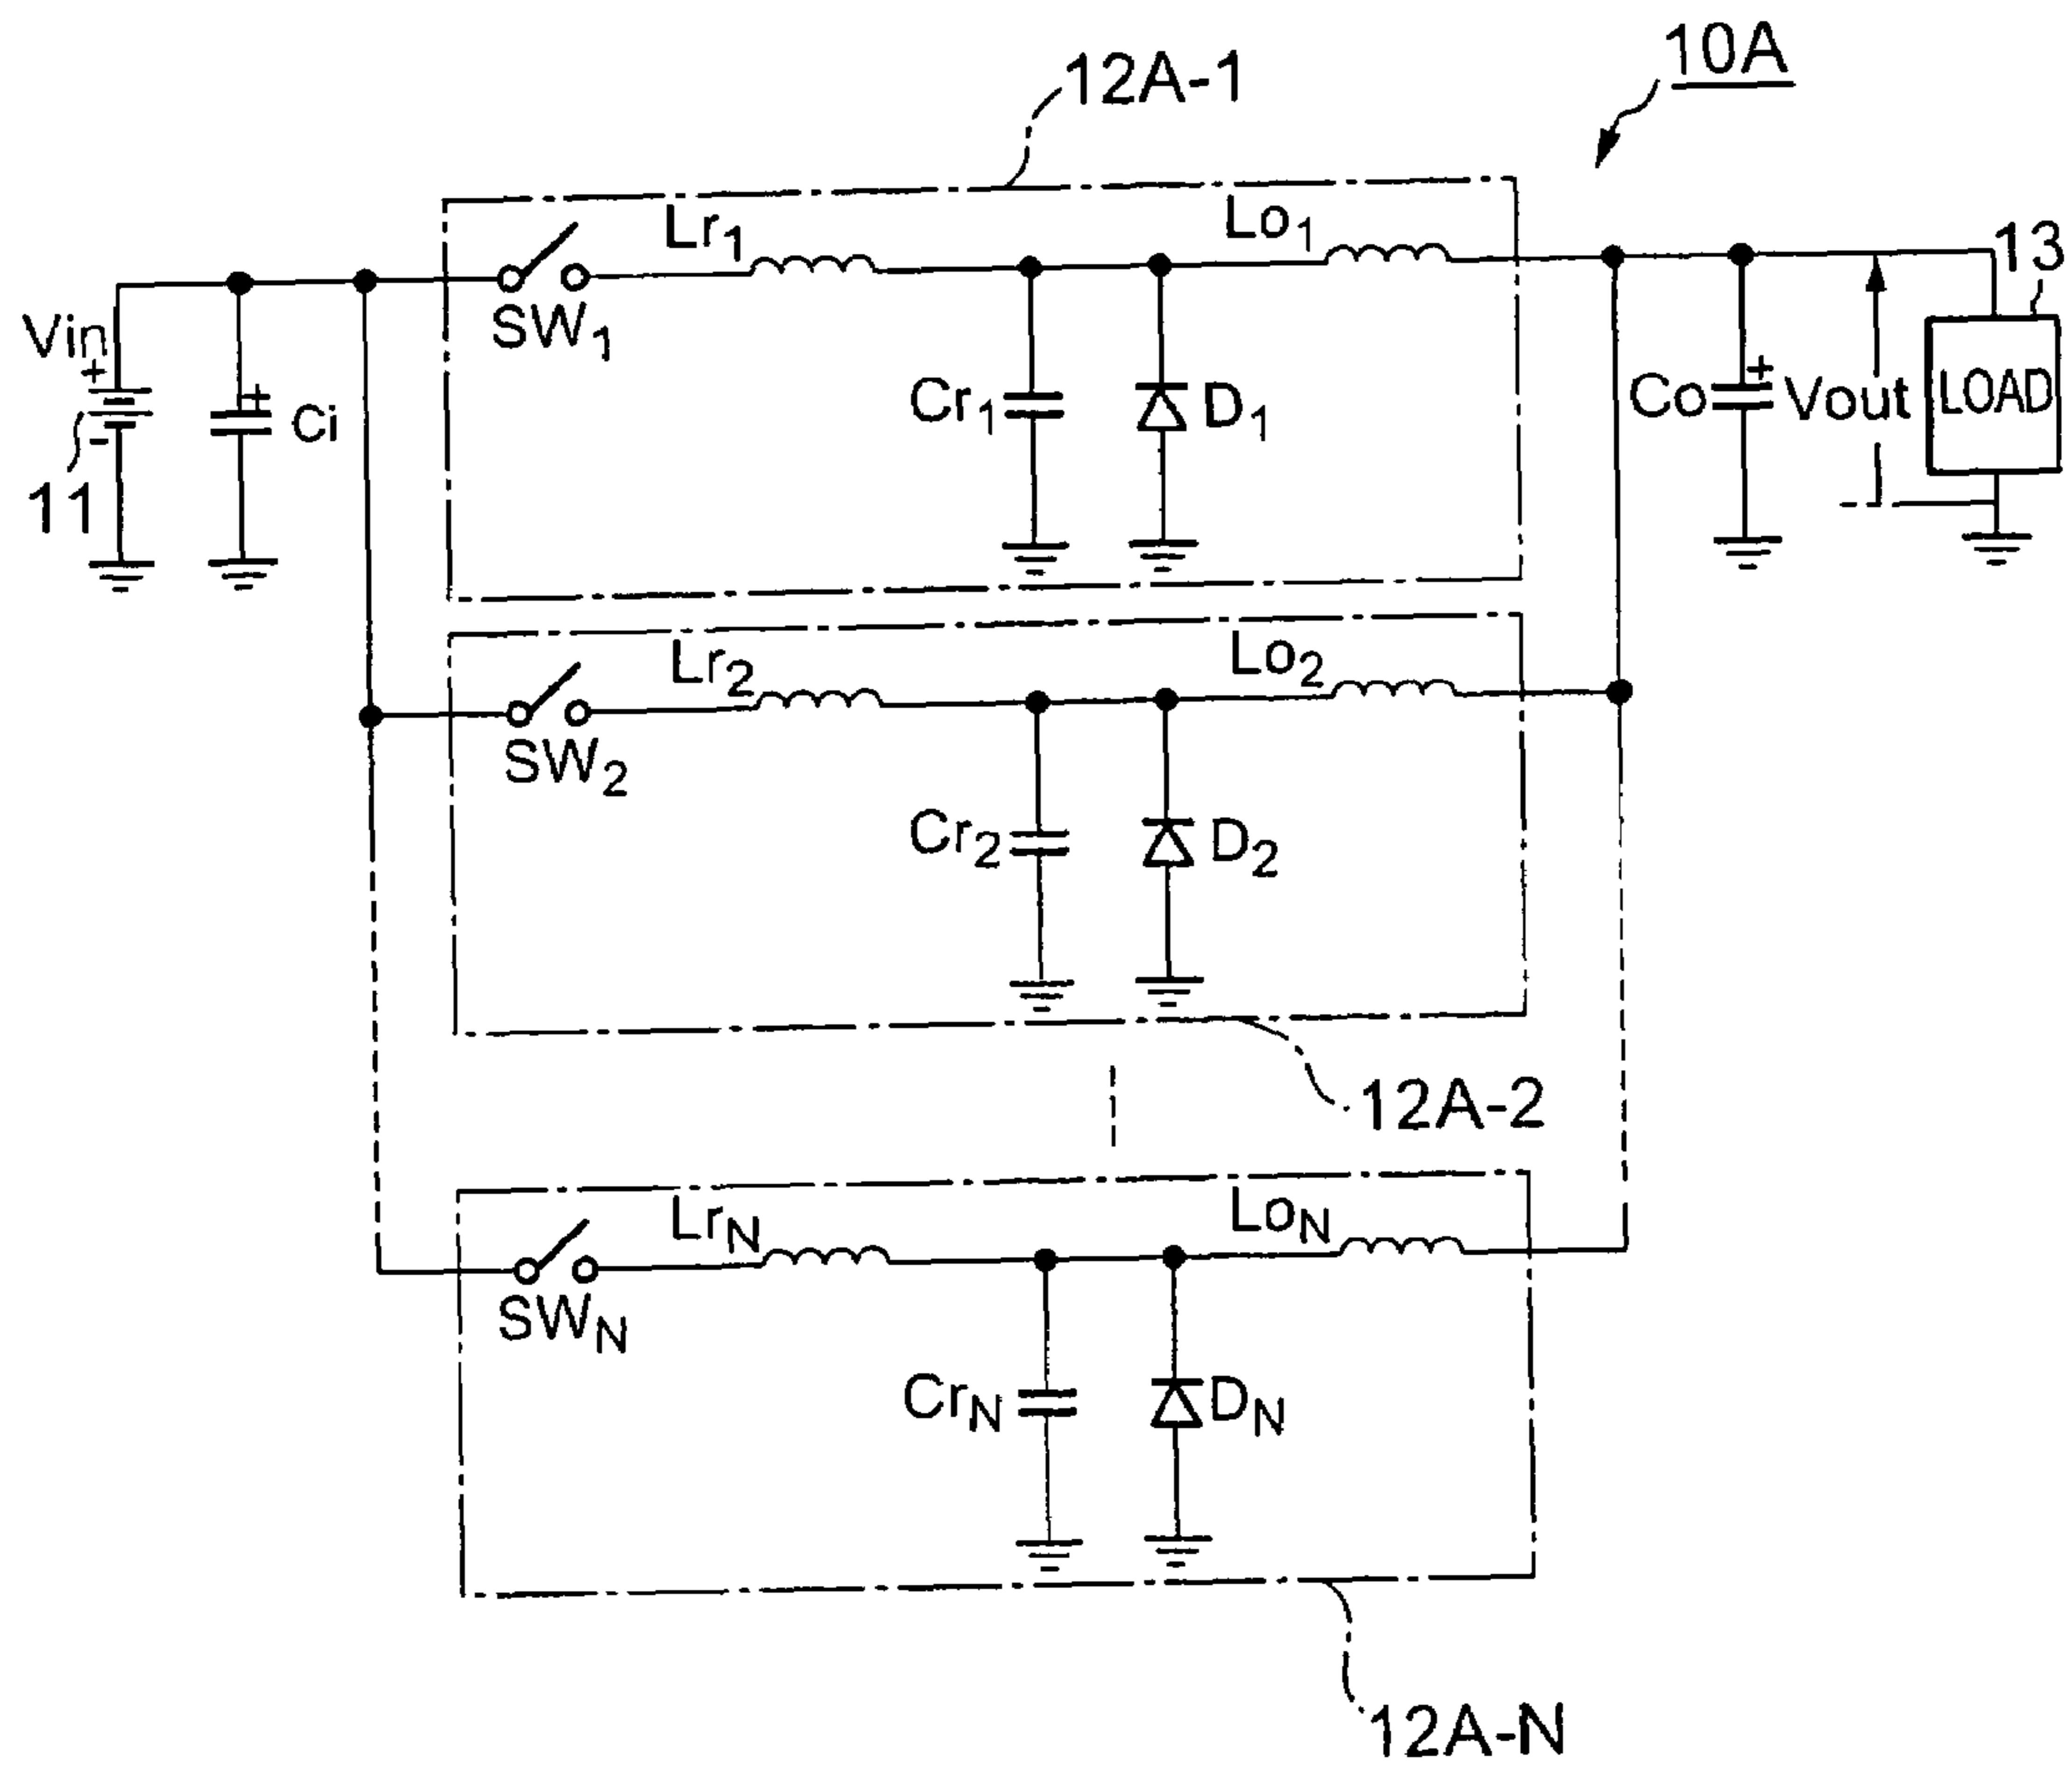 10A
12A-1
Lr1
Lo1
13
SW1
Vin
+
-
11
+
Ci
Cr1
D1
Co
+
Vout
LOAD
Lr2
Lo2
SW2
Cr2
D2
12A-2
LrN
LoN
SWN
CrN
DN
12A-N